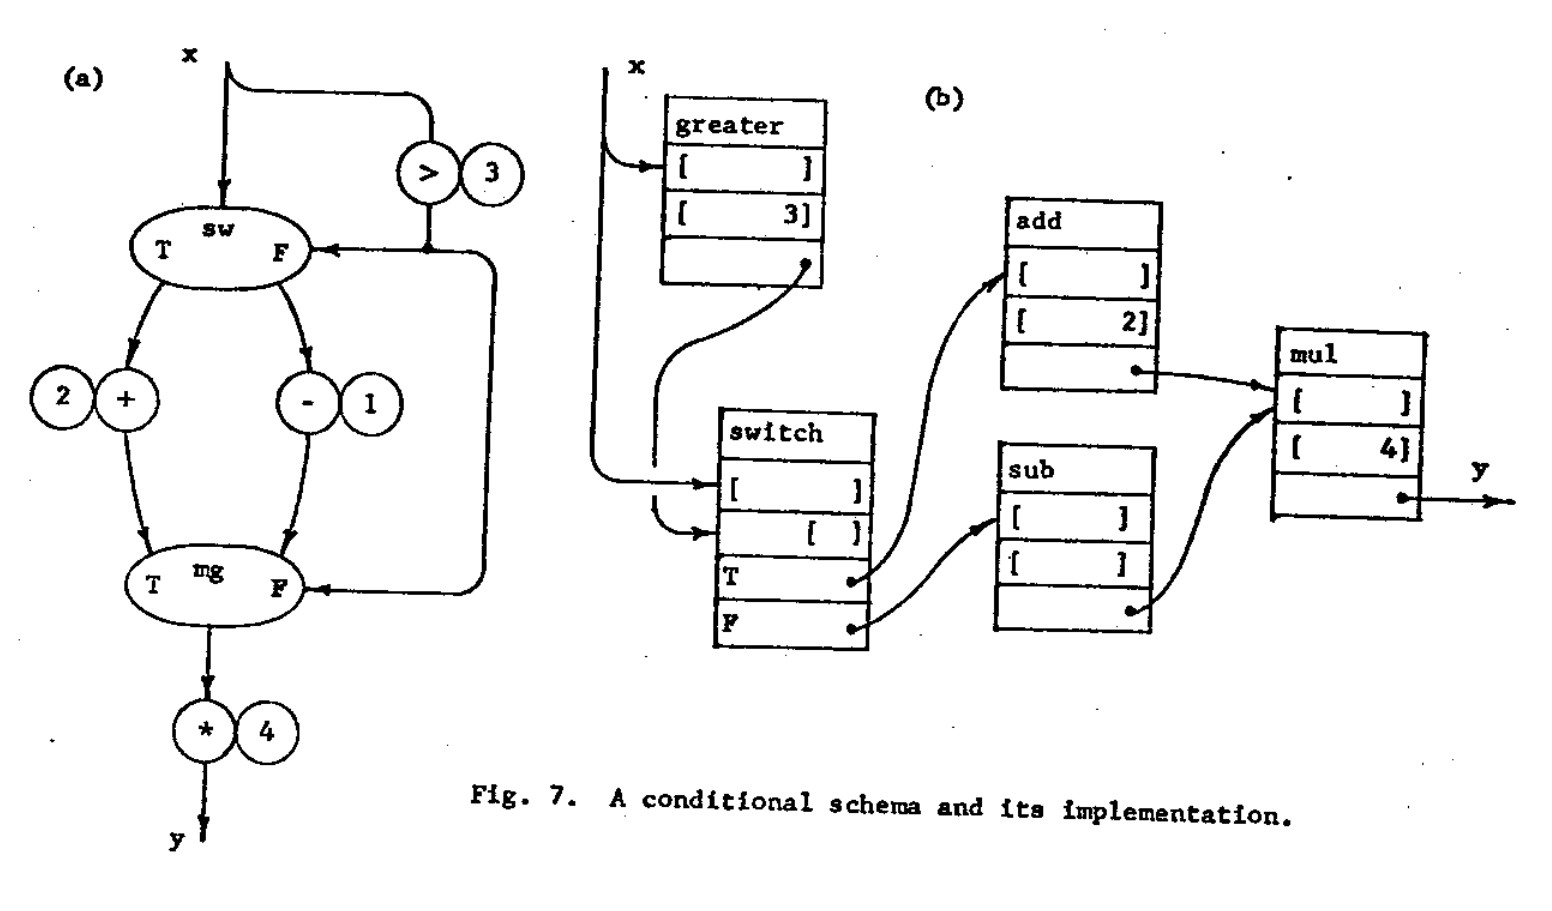 (a)
x
> 3
sw
T F
2 + - 1
mg
T F
* 4
y
(b)
x
greater
[ ]
[ 3]
switch
[ ]
[ ]
T
F
add
[ ]
[ 2]
sub
[ ]
[ ]
mul
[ ]
[ 4]
y
Fig. 7. A conditional schema and its implementation.